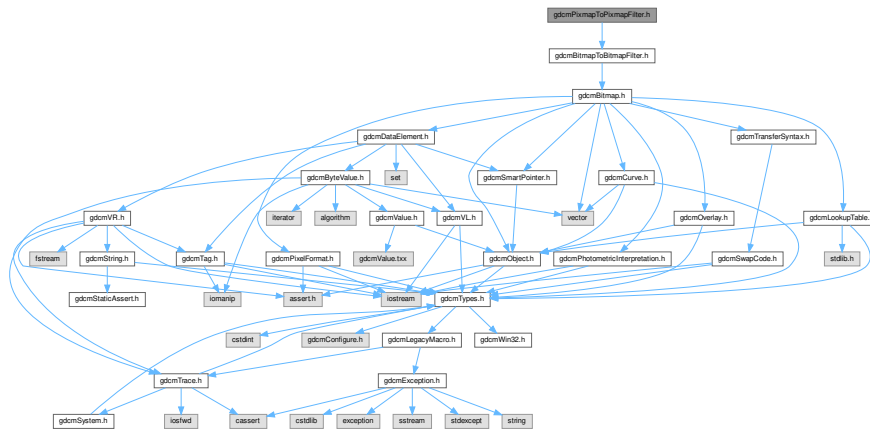 gdcmPixmapToPixmapFilter.h
gdcmBitmapToBitmapFilter.h
gdcmBitmap.h
gdcmDataElement.h
gdcmTransferSyntax.h
gdcmByteValue.h
set
gdcmSmartPointer.h
gdcmCurve.h
gdcmVR.h
iterator
algorithm
gdcmValue.h
gdcmVL.h
vector
gdcmOverlay.h
gdcmLookupTable.h
fstream
gdcmString.h
gdcmTag.h
gdcmPixelFormat.h
gdcmValue.txx
gdcmObject.h
gdcmPhotometricInterpretation.h
gdcmSwapCode.h
stdlib.h
gdcmStaticAssert.h
iomanip
assert.h
iostream
gdcmTypes.h
cstdint
gdcmConfigure.h
gdcmLegacyMacro.h
gdcmWin32.h
gdcmTrace.h
gdcmException.h
gdcmSystem.h
iosfwd
cassert
cstdlib
exception
sstream
stdexcept
string